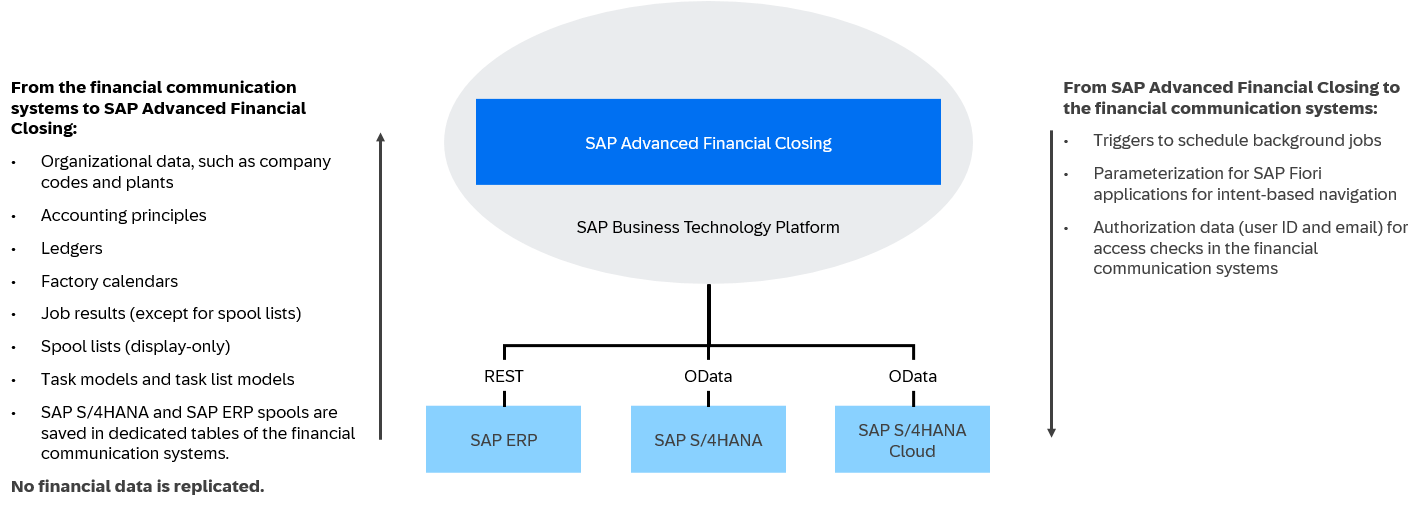 From the financial communication
systems to SAP Advanced Financial
Closing:
• Organizational data, such as company
codes and plants
• Accounting principles
• Ledgers
• Factory calendars
• Job results (except for spool lists)
• Spool lists (display-only)
• Task models and task list models
• SAP S/4HANA and SAP ERP spools are
saved in dedicated tables of the financial
communication systems.
No financial data is replicated.
SAP Advanced Financial Closing
SAP Business Technology Platform
REST
OData
OData
SAP ERP
SAP S/4HANA
SAP S/4HANA
Cloud
From SAP Advanced Financial Closing to
the financial communication systems:
• Triggers to schedule background jobs
• Parameterization for SAP Fiori
applications for intent-based navigation
• Authorization data (user ID and email) for
access checks in the financial
communication systems